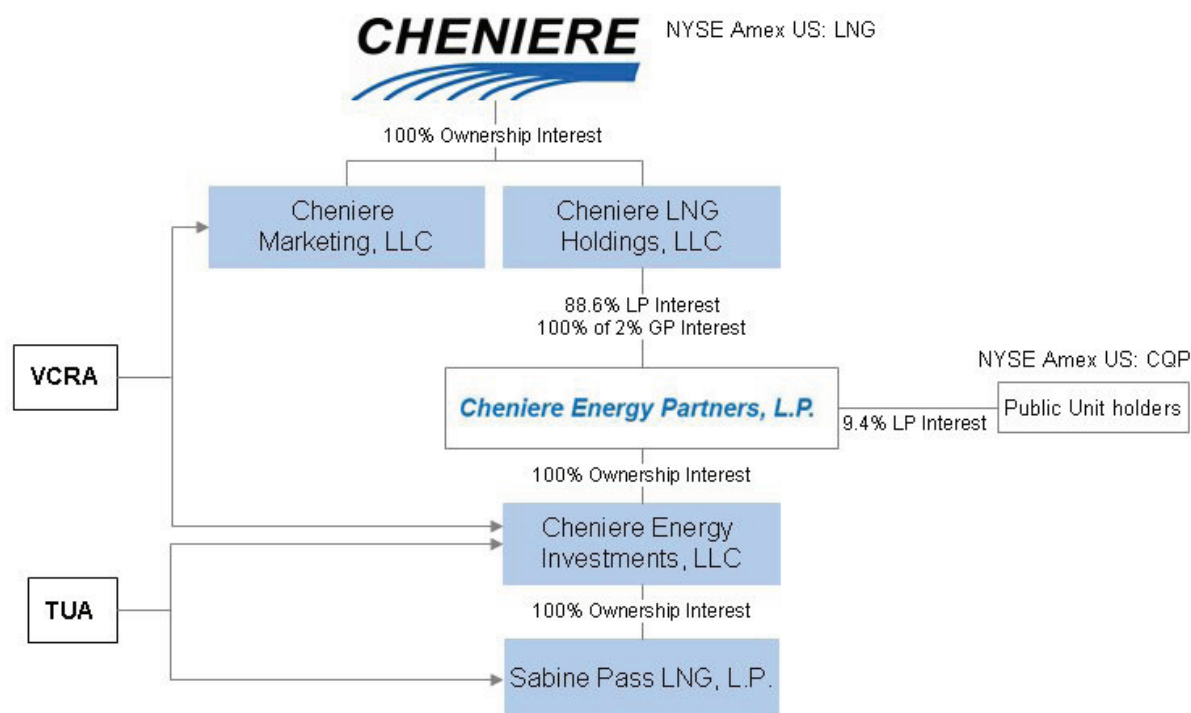 CHENIERE
NYSE Amex US: LNG
100% Ownership Interest
Cheniere
Marketing, LLC
Cheniere LNG
Holdings, LLC
88.6% LP Interest
100% of 2% GP Interest
VCRA
NYSE Amex US: CQP
Cheniere Energy Partners, L.P.
9.4% LP Interest
Public Unit holders
100% Ownership Interest
Cheniere Energy
Investments, LLC
TUA
100% Ownership Interest
Sabine Pass LNG, L.P.